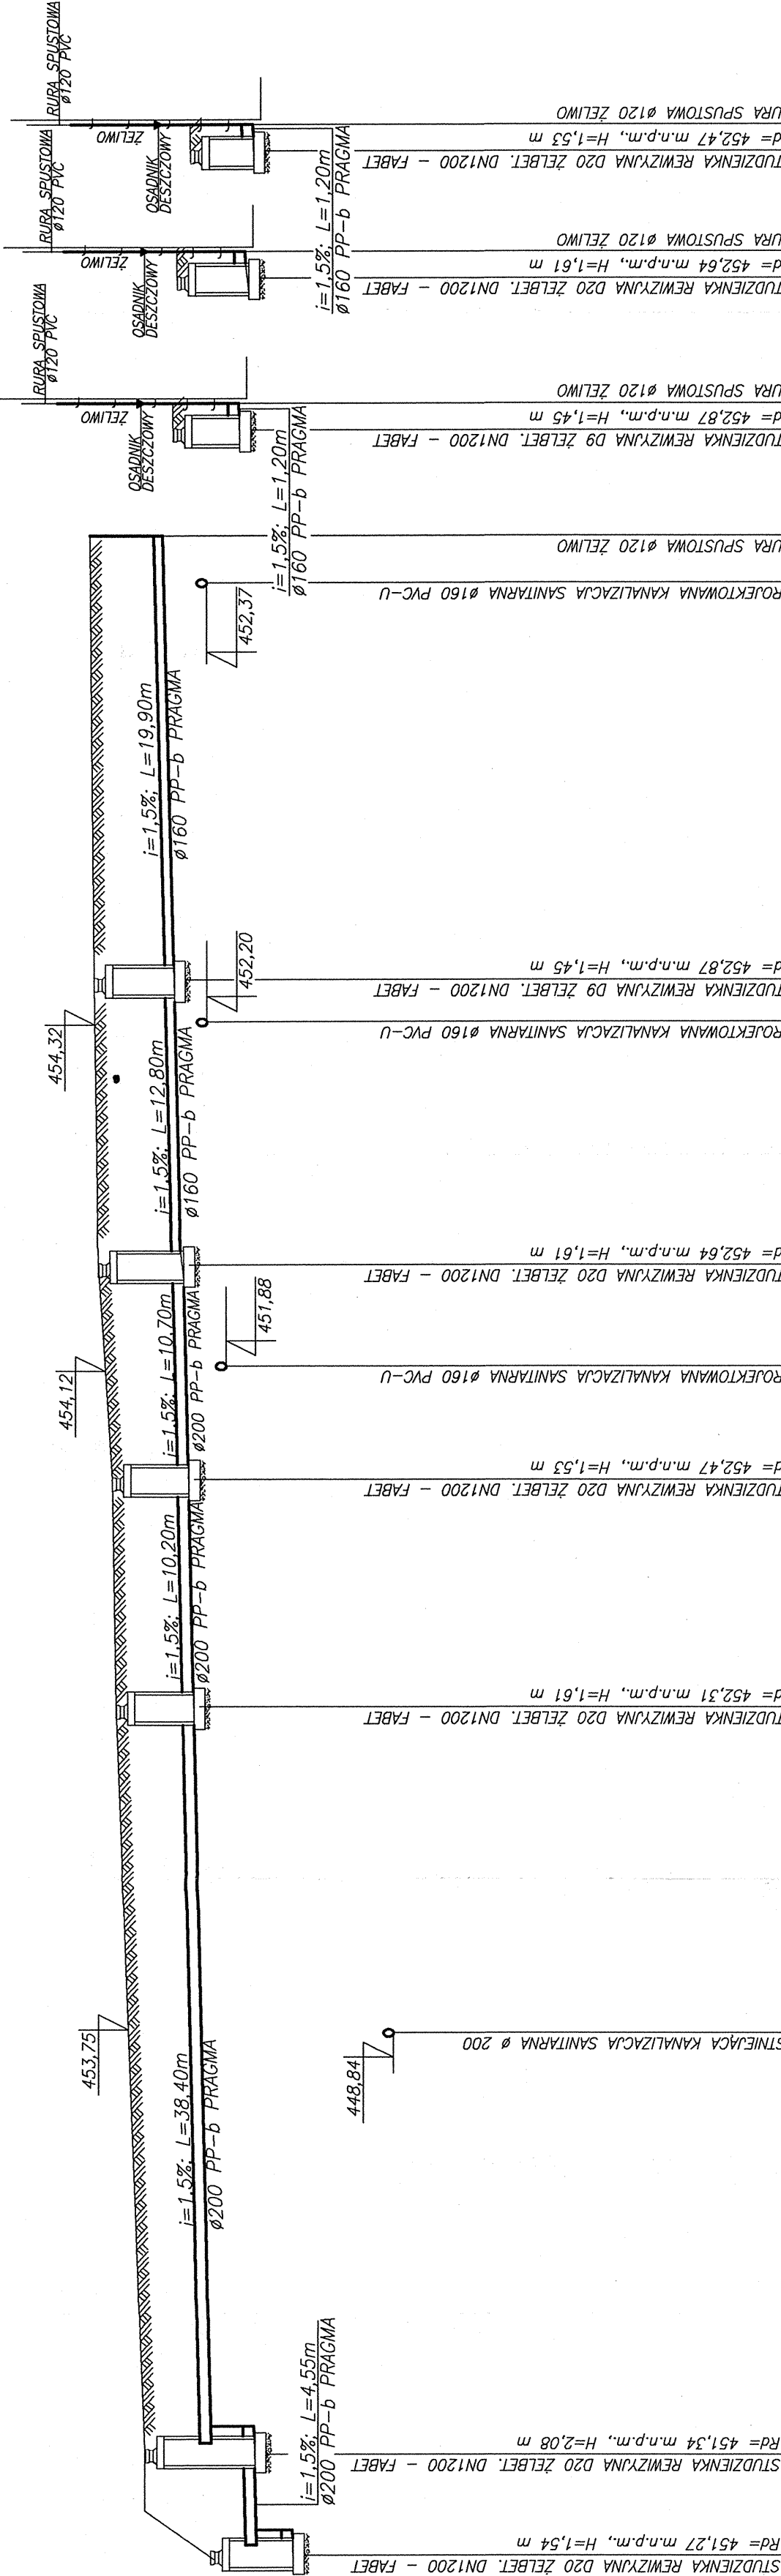 RURA SPUSTOWA
ø120 PVC
ŻELIWO
OSADNIK
DESZCZOWY
URA SPUSTOWA ø120 ŻELIWO
d= 452,47 m.n.p.m., H=1,53 m
TUDZIENKA REWIZYJNA D20 ŻELBET. DN1200 – FABET
i=1,5%; L=1,20m
ø160 PP-b PRAGMA
RURA SPUSTOWA
ø120 PVC
ŻELIWO
OSADNIK
DESZCZOWY
URA SPUSTOWA ø120 ŻELIWO
d= 452,64 m.n.p.m., H=1,61 m
TUDZIENKA REWIZYJNA D20 ŻELBET. DN1200 – FABET
RURA SPUSTOWA
ø120 PVC
ŻELIWO
OSADNIK
DESZCZOWY
URA SPUSTOWA ø120 ŻELIWO
d= 452,87 m.n.p.m., H=1,45 m
TUDZIENKA REWIZYJNA D9 ŻELBET. DN1200 – FABET
i=1,5%; L=1,20m
ø160 PP-b PRAGMA
URA SPUSTOWA ø120 ŻELIWO
ROJEKTOWANA KANALIZACJA SANITARNA ø160 PVC-U
452,37
i=1,5%; L=19,90m
ø160 PP-b PRAGMA
452,20
d= 452,87 m.n.p.m., H=1,45 m
TUDZIENKA REWIZYJNA D9 ŻELBET. DN1200 – FABET
ROJEKTOWANA KANALIZACJA SANITARNA ø160 PVC-U
454,32
i=1,5%; L=12,80m
ø160 PP-b PRAGMA
d= 452,64 m.n.p.m., H=1,61 m
TUDZIENKA REWIZYJNA D20 ŻELBET. DN1200 – FABET
451,88
i=1,5%; L=10,70m
ø200 PP-b PRAGMA
454,12
ROJEKTOWANA KANALIZACJA SANITARNA ø160 PVC-U
d= 452,47 m.n.p.m., H=1,53 m
TUDZIENKA REWIZYJNA D20 ŻELBET. DN1200 – FABET
i=1,5%; L=10,20m
ø200 PP-b PRAGMA
d= 452,31 m.n.p.m., H=1,61 m
TUDZIENKA REWIZYJNA D20 ŻELBET. DN1200 – FABET
453,75
448,84
STNIEJĄCA KANALIZACJA SANITARNA ø 200
i=1,5%; L=38,40m
ø200 PP-b PRAGMA
i=1,5%; L=4,55m
ø200 PP-b PRAGMA
Rd= 451,34 m.n.p.m., H=2,08 m
STUDZIENKA REWIZYJNA D20 ŻELBET. DN1200 – FABET
Rd= 451,27 m.n.p.m., H=1,54 m
STUDZIENKA REWIZYJNA D20 ŻELBET. DN1200 – FABET